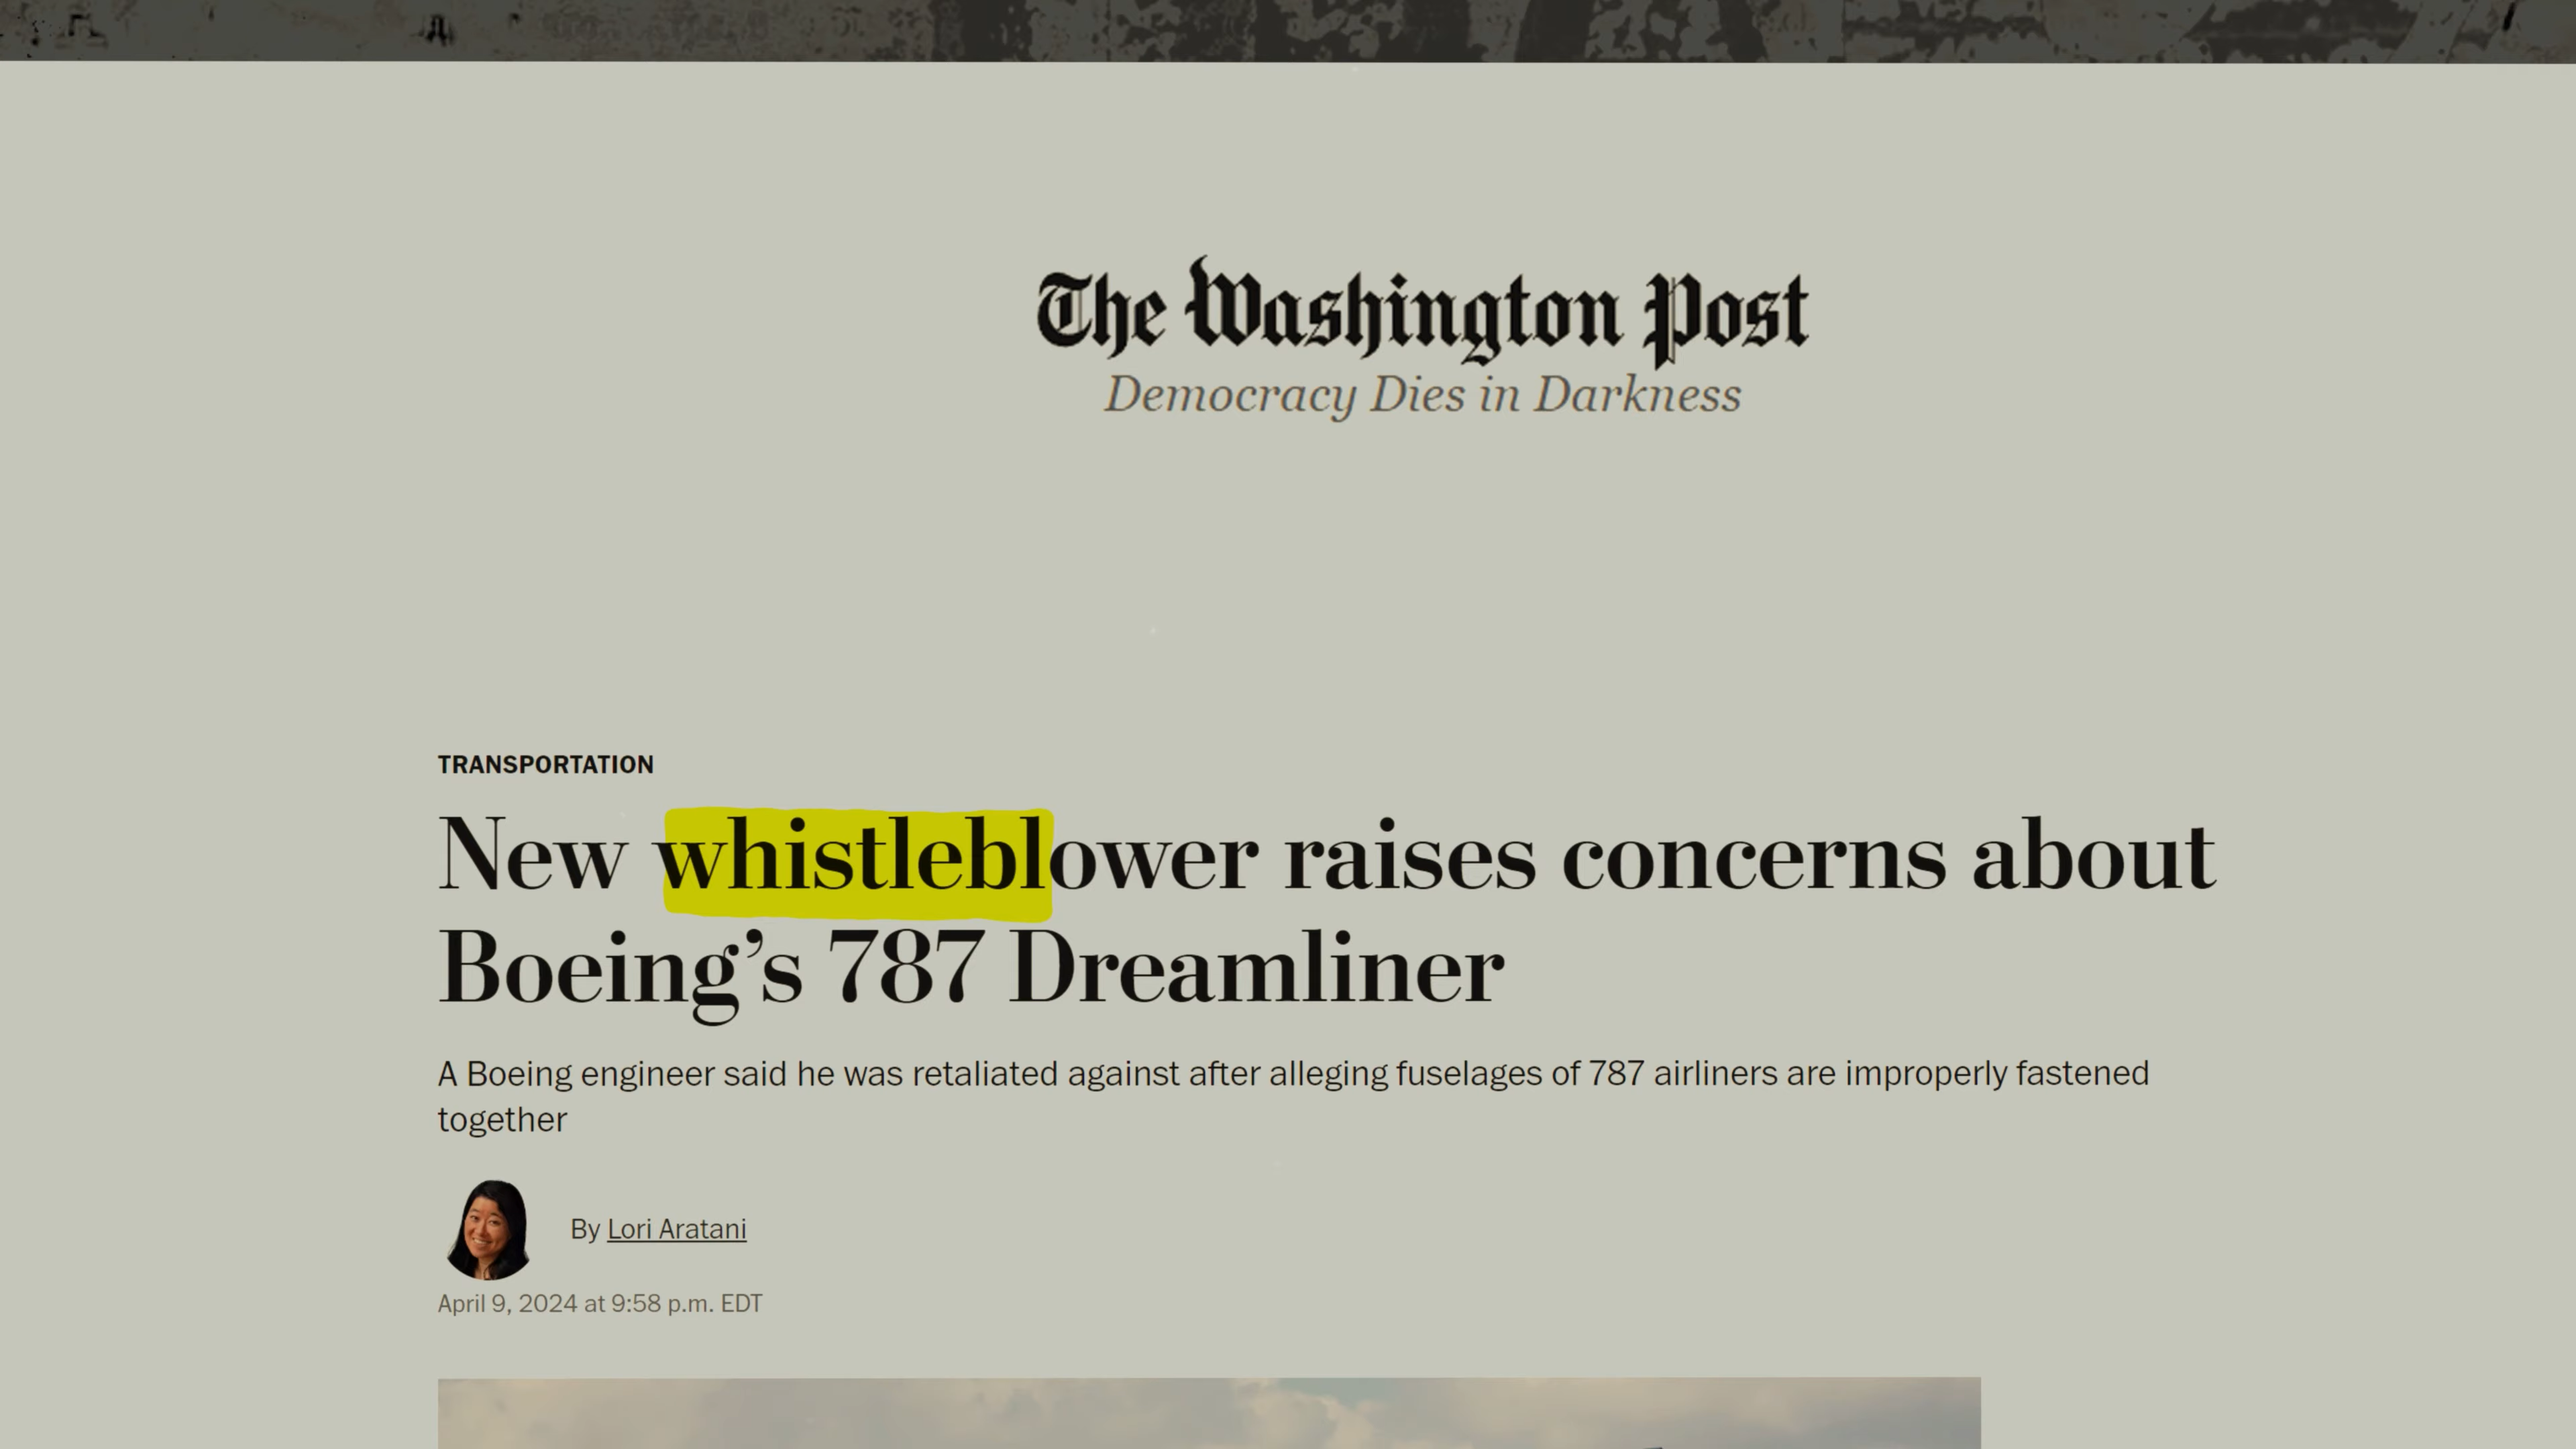 The Washington Post
Democracy Dies in Darkness
TRANSPORTATION
New whistleblower raises concerns about
Boeing’s 787 Dreamliner
A Boeing engineer said he was retaliated against after alleging fuselages of 787 airliners are improperly fastened
together
By Lori Aratani
April 9, 2024 at 9:58 p.m. EDT